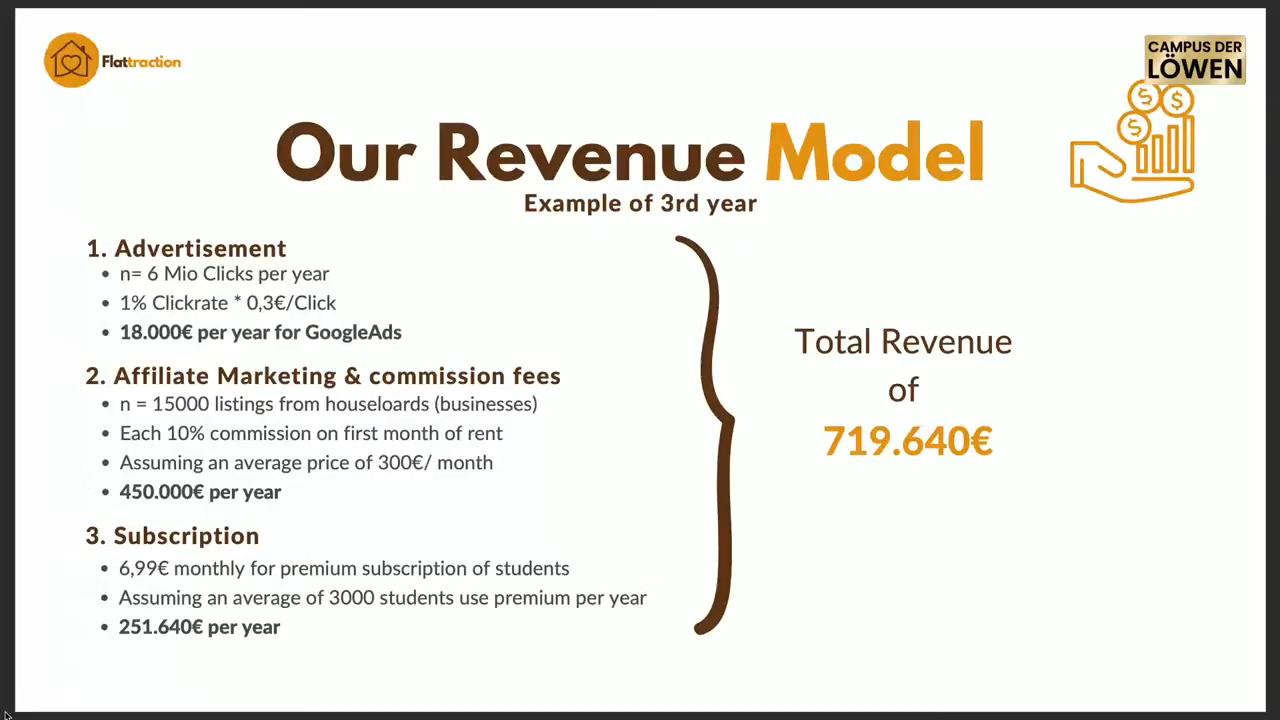 Flattraction
CAMPUS DER
LÖWEN
Our Revenue Model
Example of 3rd year
1. Advertisement
• n= 6 Mio Clicks per year
• 1% Clickrate * 0,3€/Click
• 18.000€ per year for GoogleAds
2. Affiliate Marketing & commission fees
• n = 15000 listings from houseloards (businesses)
• Each 10% commission on first month of rent
• Assuming an average price of 300€/ month
• 450.000€ per year
3. Subscription
• 6,99€ monthly for premium subscription of students
• Assuming an average of 3000 students use premium per year
• 251.640€ per year
Total Revenue
of
719.640€